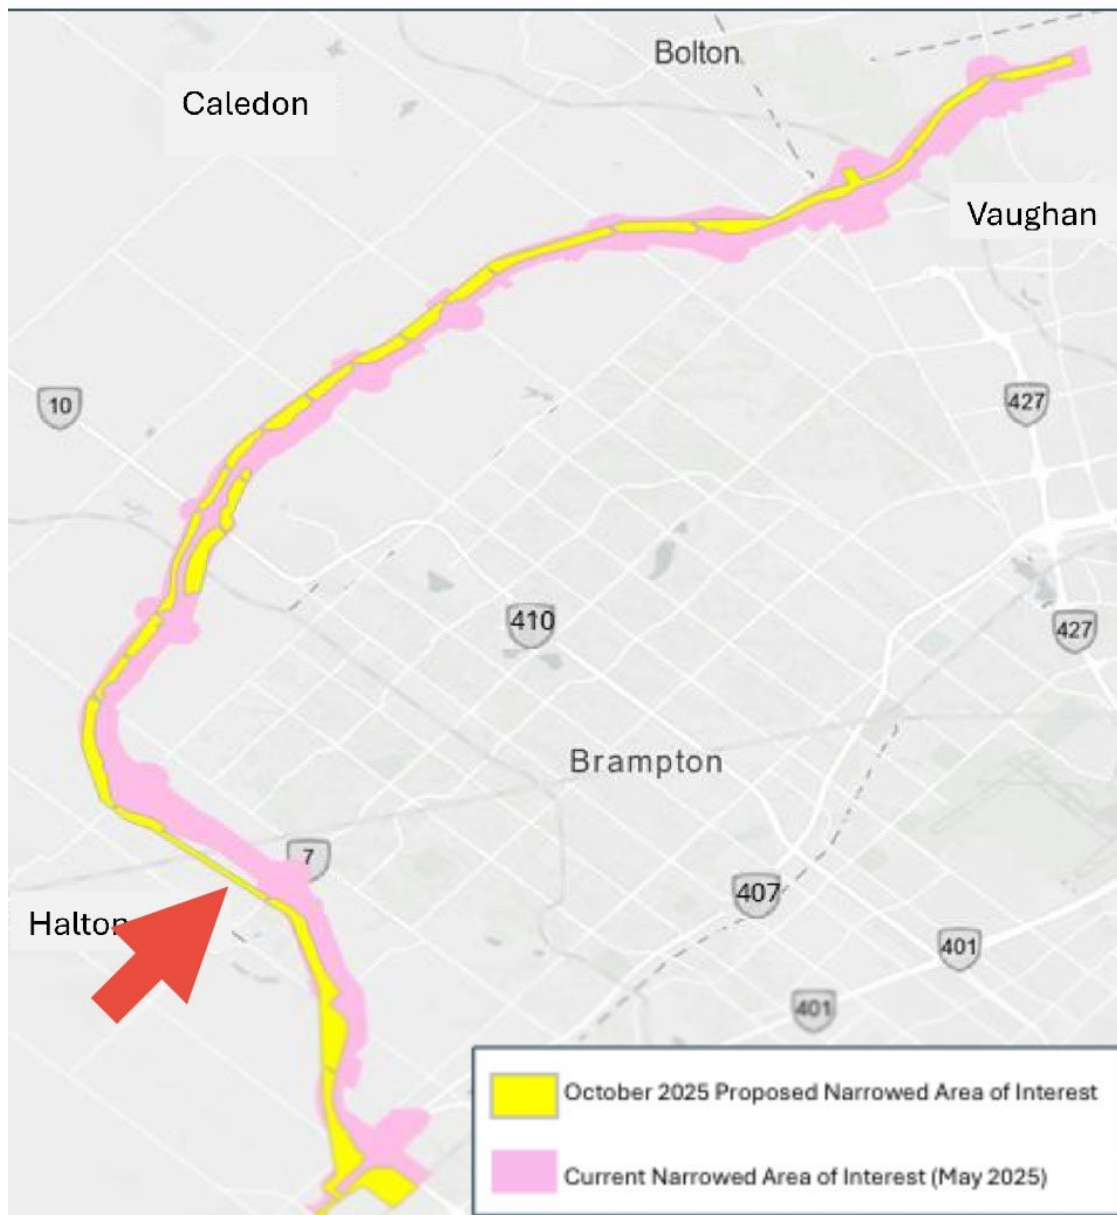 Bolton
Caledon
Vaughan
10
427
410
427
Brampton
7
407
Halton
401
401
October 2025 Proposed Narrowed Area of Interest
Current Narrowed Area of Interest (May 2025)